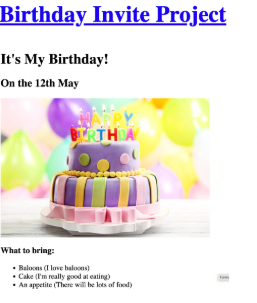 Birthday Invite Project
It's My Birthday!
On the 12th May
HAPPY
BIRTHDAY
What to bring:
Baloons (I love baloons)
Cake (I'm really good at eating)
An appetite (There will be lots of food)